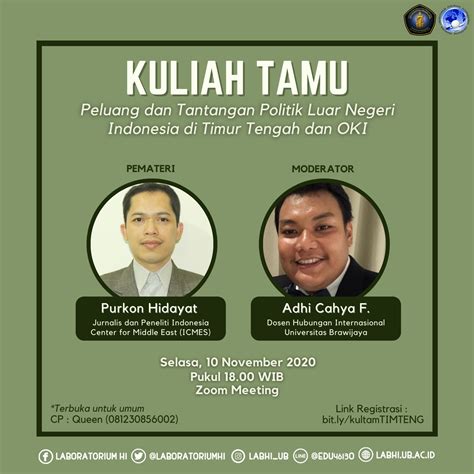 KULIAH TAMU
Peluang dan Tantangan Politik Luar Negeri
Indonesia di Timur Tengah dan OKI
PEMATERI
MODERATOR
Purkon Hidayat
Jurnalis dan Peneliti Indonesia
Center for Middle East (ICMES)
Adhi Cahya F.
Dosen Hubungan Internasional
Universitas Brawijaya
Selasa, 10 November 2020
Pukul 18.00 WIB
Zoom Meeting
*Terbuka untuk umum
CP : Queen (081230856002)
Link Registrasi :
bit.ly/kultamTIMTENG
LABORATORIUM HI @LABORATORIUMHI LABHI_UB @EDU4613O LABHI.UB.AC.ID